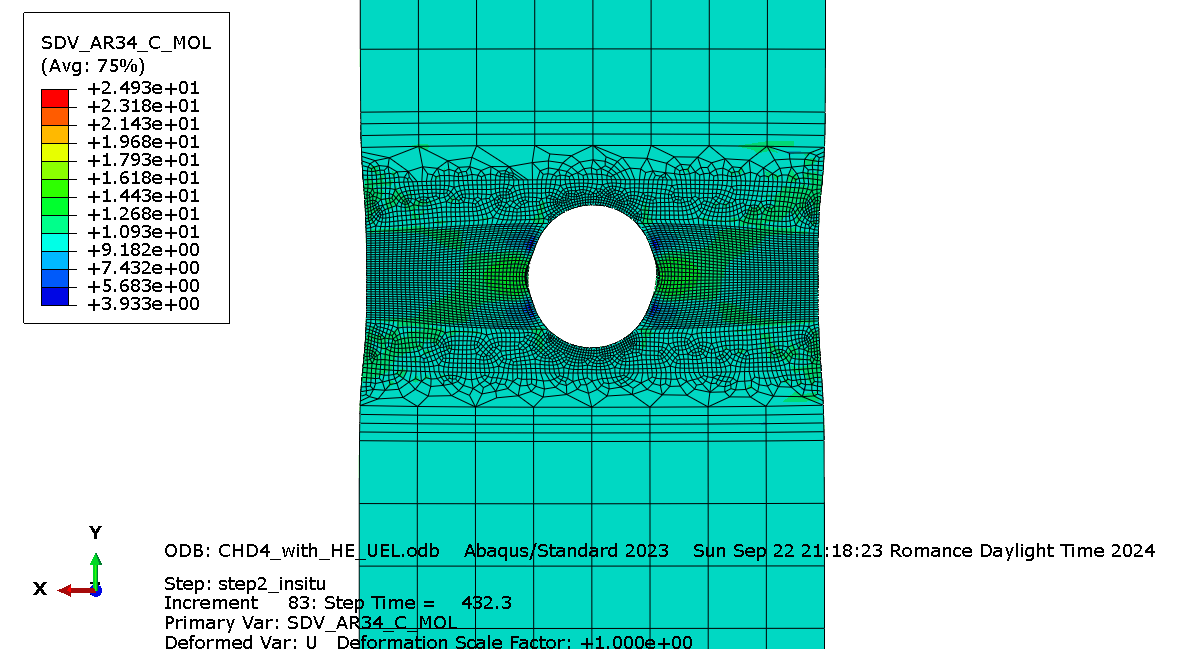 SDV_AR34_C_MOL
(Avg: 75%)
+2.493e+01
+2.318e+01
+2.143e+01
+1.968e+01
+1.793e+01
+1.618e+01
+1.443e+01
+1.268e+01
+1.093e+01
+9.182e+00
+7.432e+00
+5.683e+00
+3.933e+00
Y
X
ODB: CHD4_with_HE_UEL.odb Abaqus/Standard 2023 Sun Sep 22 21:18:23 Romance Daylight Time 2024
Step: step2_insitu
Increment 83: Step Time = 432.3
Primary Var: SDV_AR34_C_MOL
Deformed Var: U Deformation Scale Factor: +1.000e+00